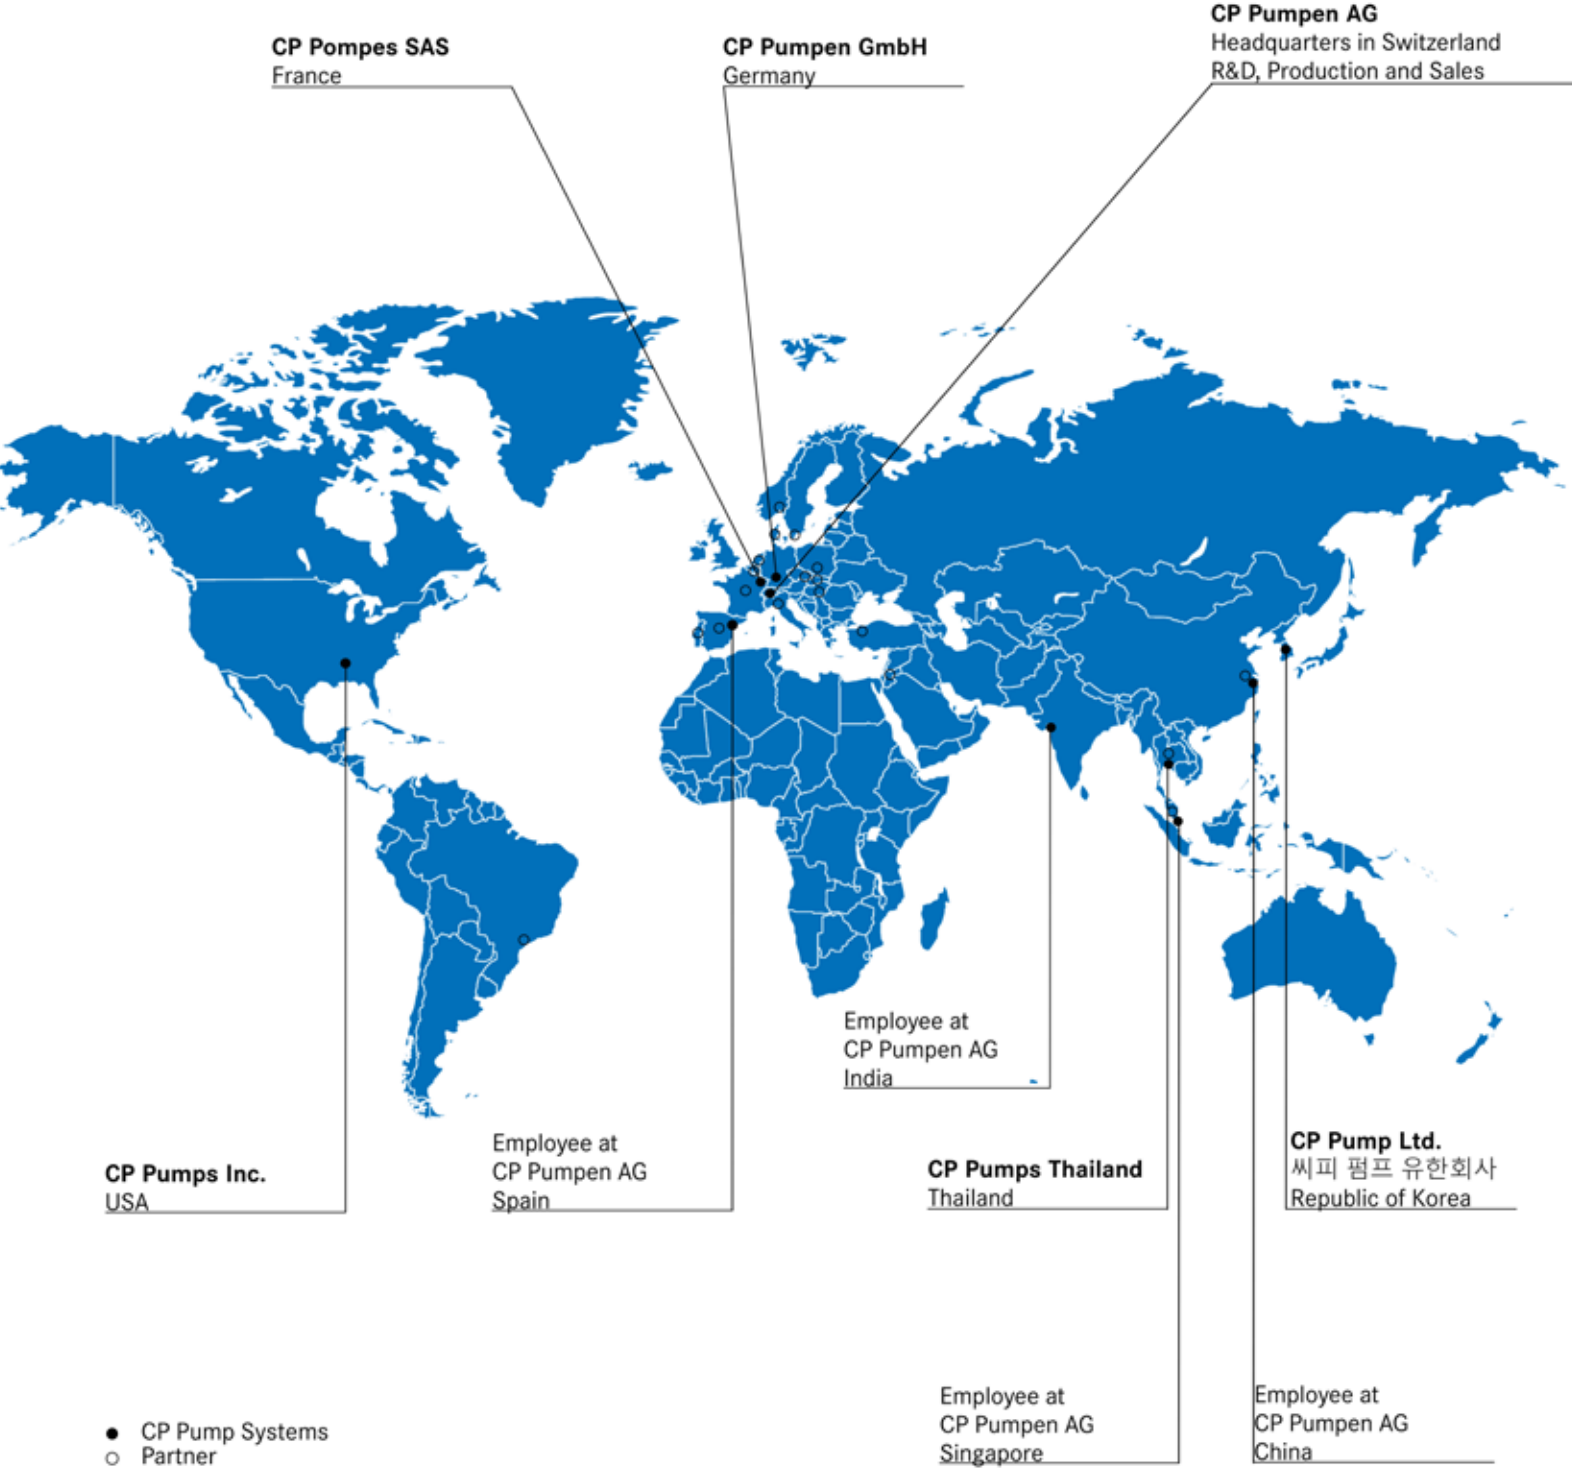 CP Pompes SAS
France
CP Pumpen GmbH
Germany
CP Pumpen AG
Headquarters in Switzerland
R&D, Production and Sales
Employee at
CP Pumpen AG
India
CP Pumps Inc.
USA
Employee at
CP Pumpen AG
Spain
CP Pumps Thailand
Thailand
CP Pump Ltd.
씨피 펌프 유한회사
Republic of Korea
Employee at
CP Pumpen AG
Singapore
Employee at
CP Pumpen AG
China
CP Pump Systems
Partner